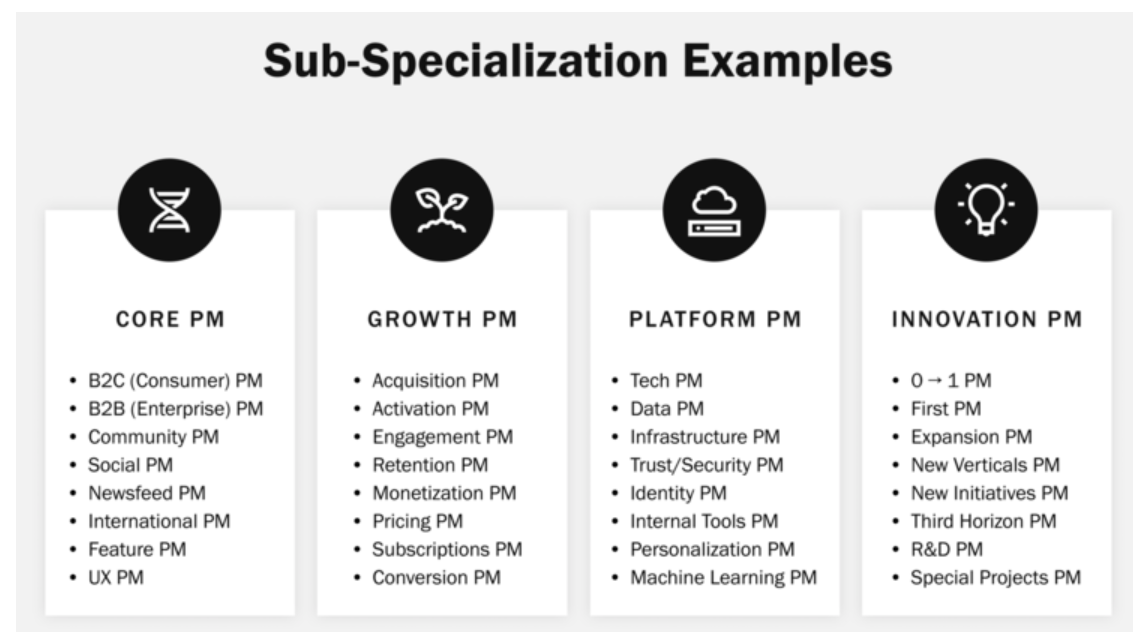 Sub-Specialization Examples
CORE PM
• B2C (Consumer) PM
• B2B (Enterprise) PM
• Community PM
• Social PM
• Newsfeed PM
• International PM
• Feature PM
• UX PM
GROWTH PM
• Acquisition PM
• Activation PM
• Engagement PM
• Retention PM
• Monetization PM
• Pricing PM
• Subscriptions PM
• Conversion PM
PLATFORM PM
• Tech PM
• Data PM
• Infrastructure PM
• Trust/Security PM
• Identity PM
• Internal Tools PM
• Personalization PM
• Machine Learning PM
INNOVATION PM
• 0 → 1 PM
• First PM
• Expansion PM
• New Verticals PM
• New Initiatives PM
• Third Horizon PM
• R&D PM
• Special Projects PM